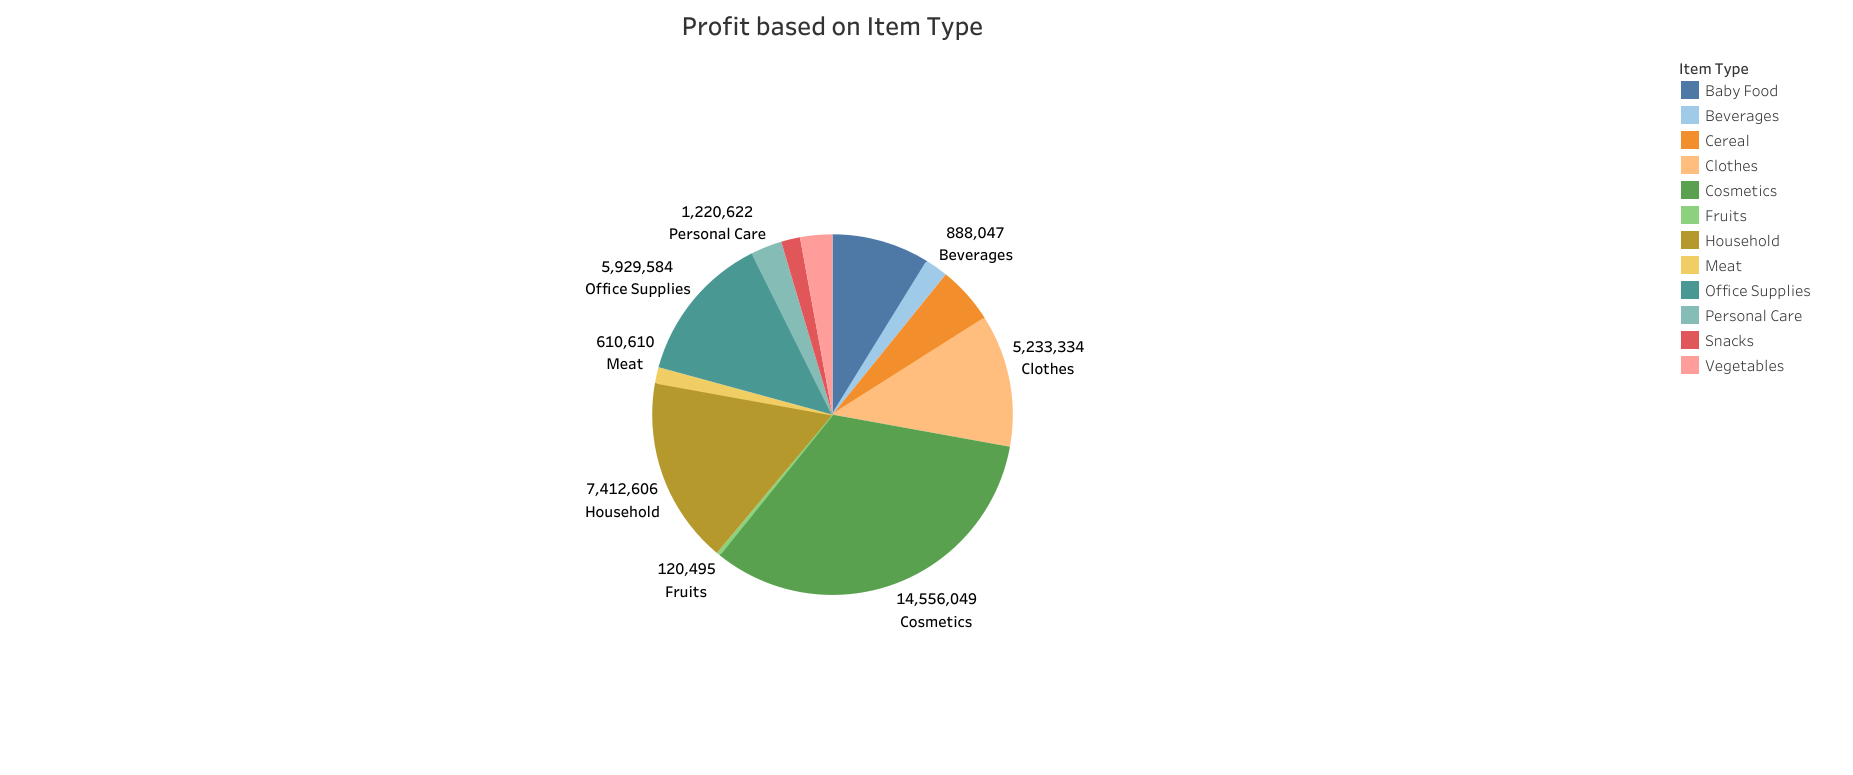 Profit based on Item Type
Item Type
Baby Food
Beverages
Cereal
Clothes
Cosmetics
Fruits
Household
Meat
Office Supplies
Personal Care
Snacks
Vegetables
1,220,622
Personal Care
888,047
Beverages
5,929,584
Office Supplies
610,610
Meat
5,233,334
Clothes
7,412,606
Household
120,495
Fruits
14,556,049
Cosmetics